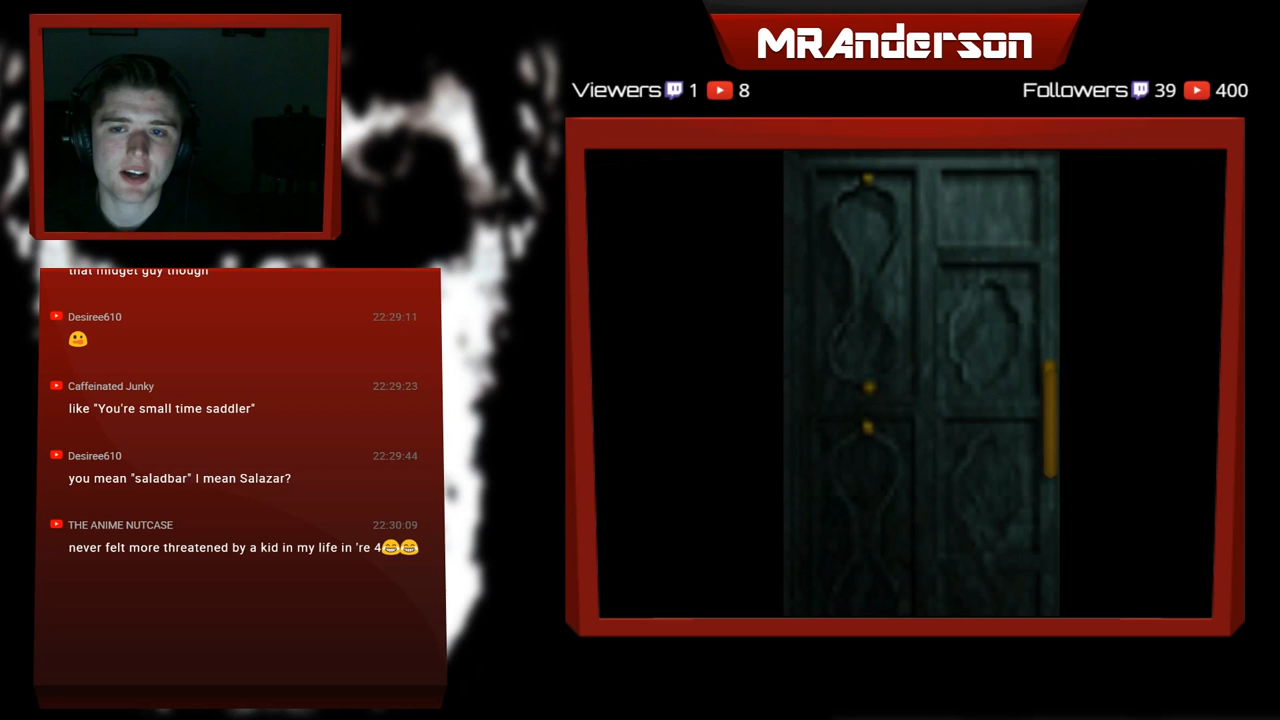 MRAnderson
Viewers 1 8
Followers 39 400
that midget guy though
Desiree610 22:29:11
Caffeinated Junky 22:29:23
like "You're small time saddler"
Desiree610 22:29:44
you mean "saladbar" I mean Salazar?
THE ANIME NUTCASE 22:30:09
never felt more threatened by a kid in my life in 're 4😂😂